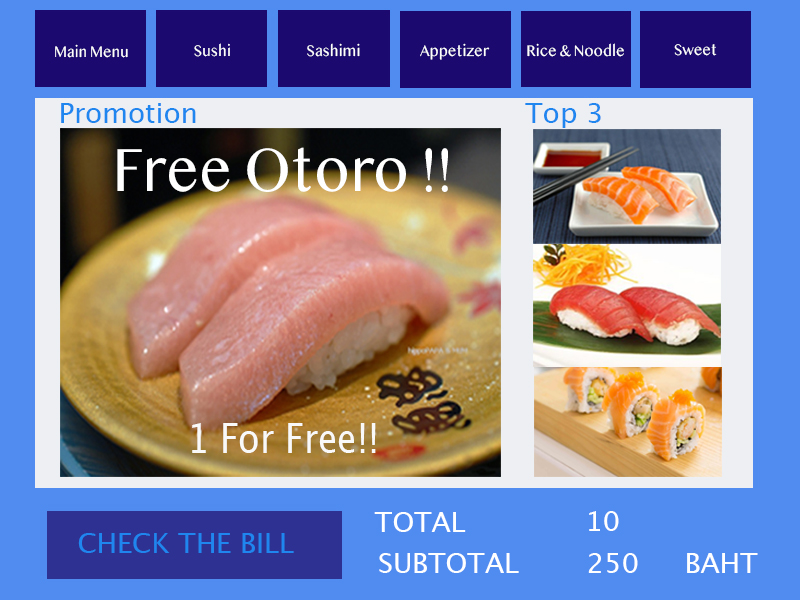 Main Menu
Sushi
Sashimi
Appetizer
Rice & Noodle
Sweet
Promotion
Top 3
Free Otoro !!
1 For Free!!
CHECK THE BILL
TOTAL 10
SUBTOTAL 250 BAHT